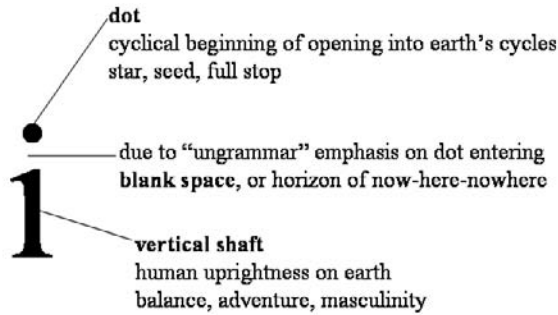 dot
cyclical beginning of opening into earth's cycles
star, seed, full stop
i
due to “ungrammar” emphasis on dot entering
blank space, or horizon of now-here-nowhere
vertical shaft
human uprightness on earth
balance, adventure, masculinity